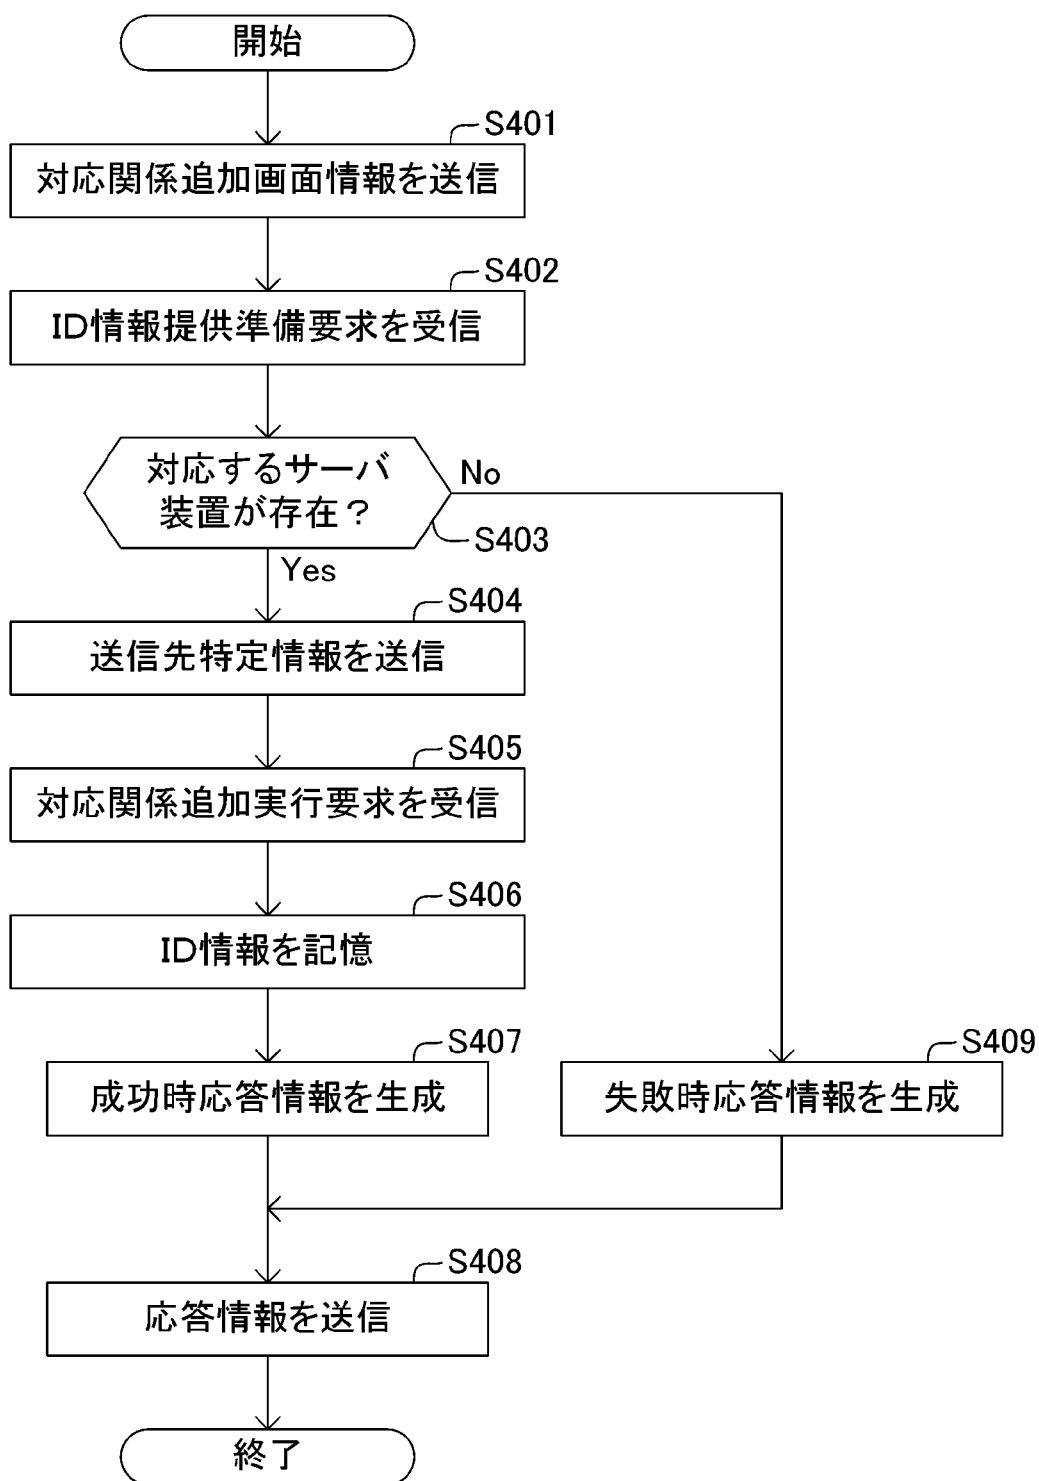 開始
S401
対応関係追加画面情報を送信
S402
ID情報提供準備要求を受信
対応するサーバ
装置が存在？
No
S403
Yes
S404
送信先特定情報を送信
S405
対応関係追加実行要求を受信
S406
ID情報を記憶
S407
成功時応答情報を生成
S409
失敗時応答情報を生成
S408
応答情報を送信
終了